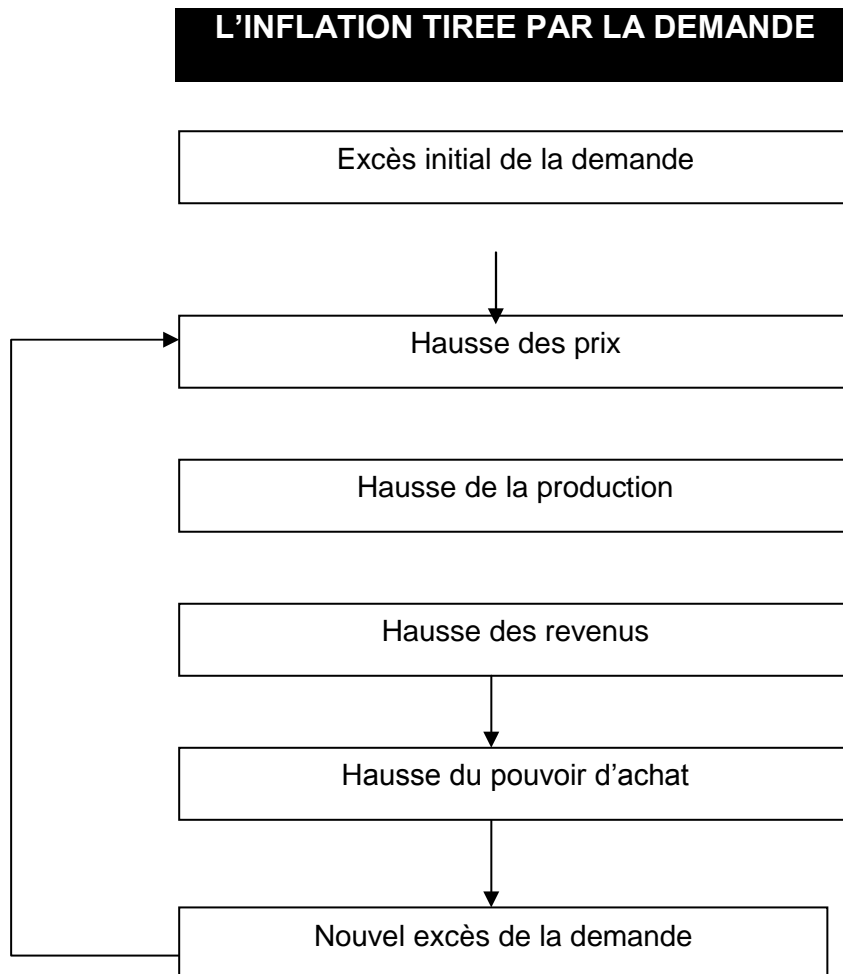 L'INFLATION TIREE PAR LA DEMANDE
Excès initial de la demande
Hausse des prix
Hausse de la production
Hausse des revenus
Hausse du pouvoir d’achat
Nouvel excès de la demande